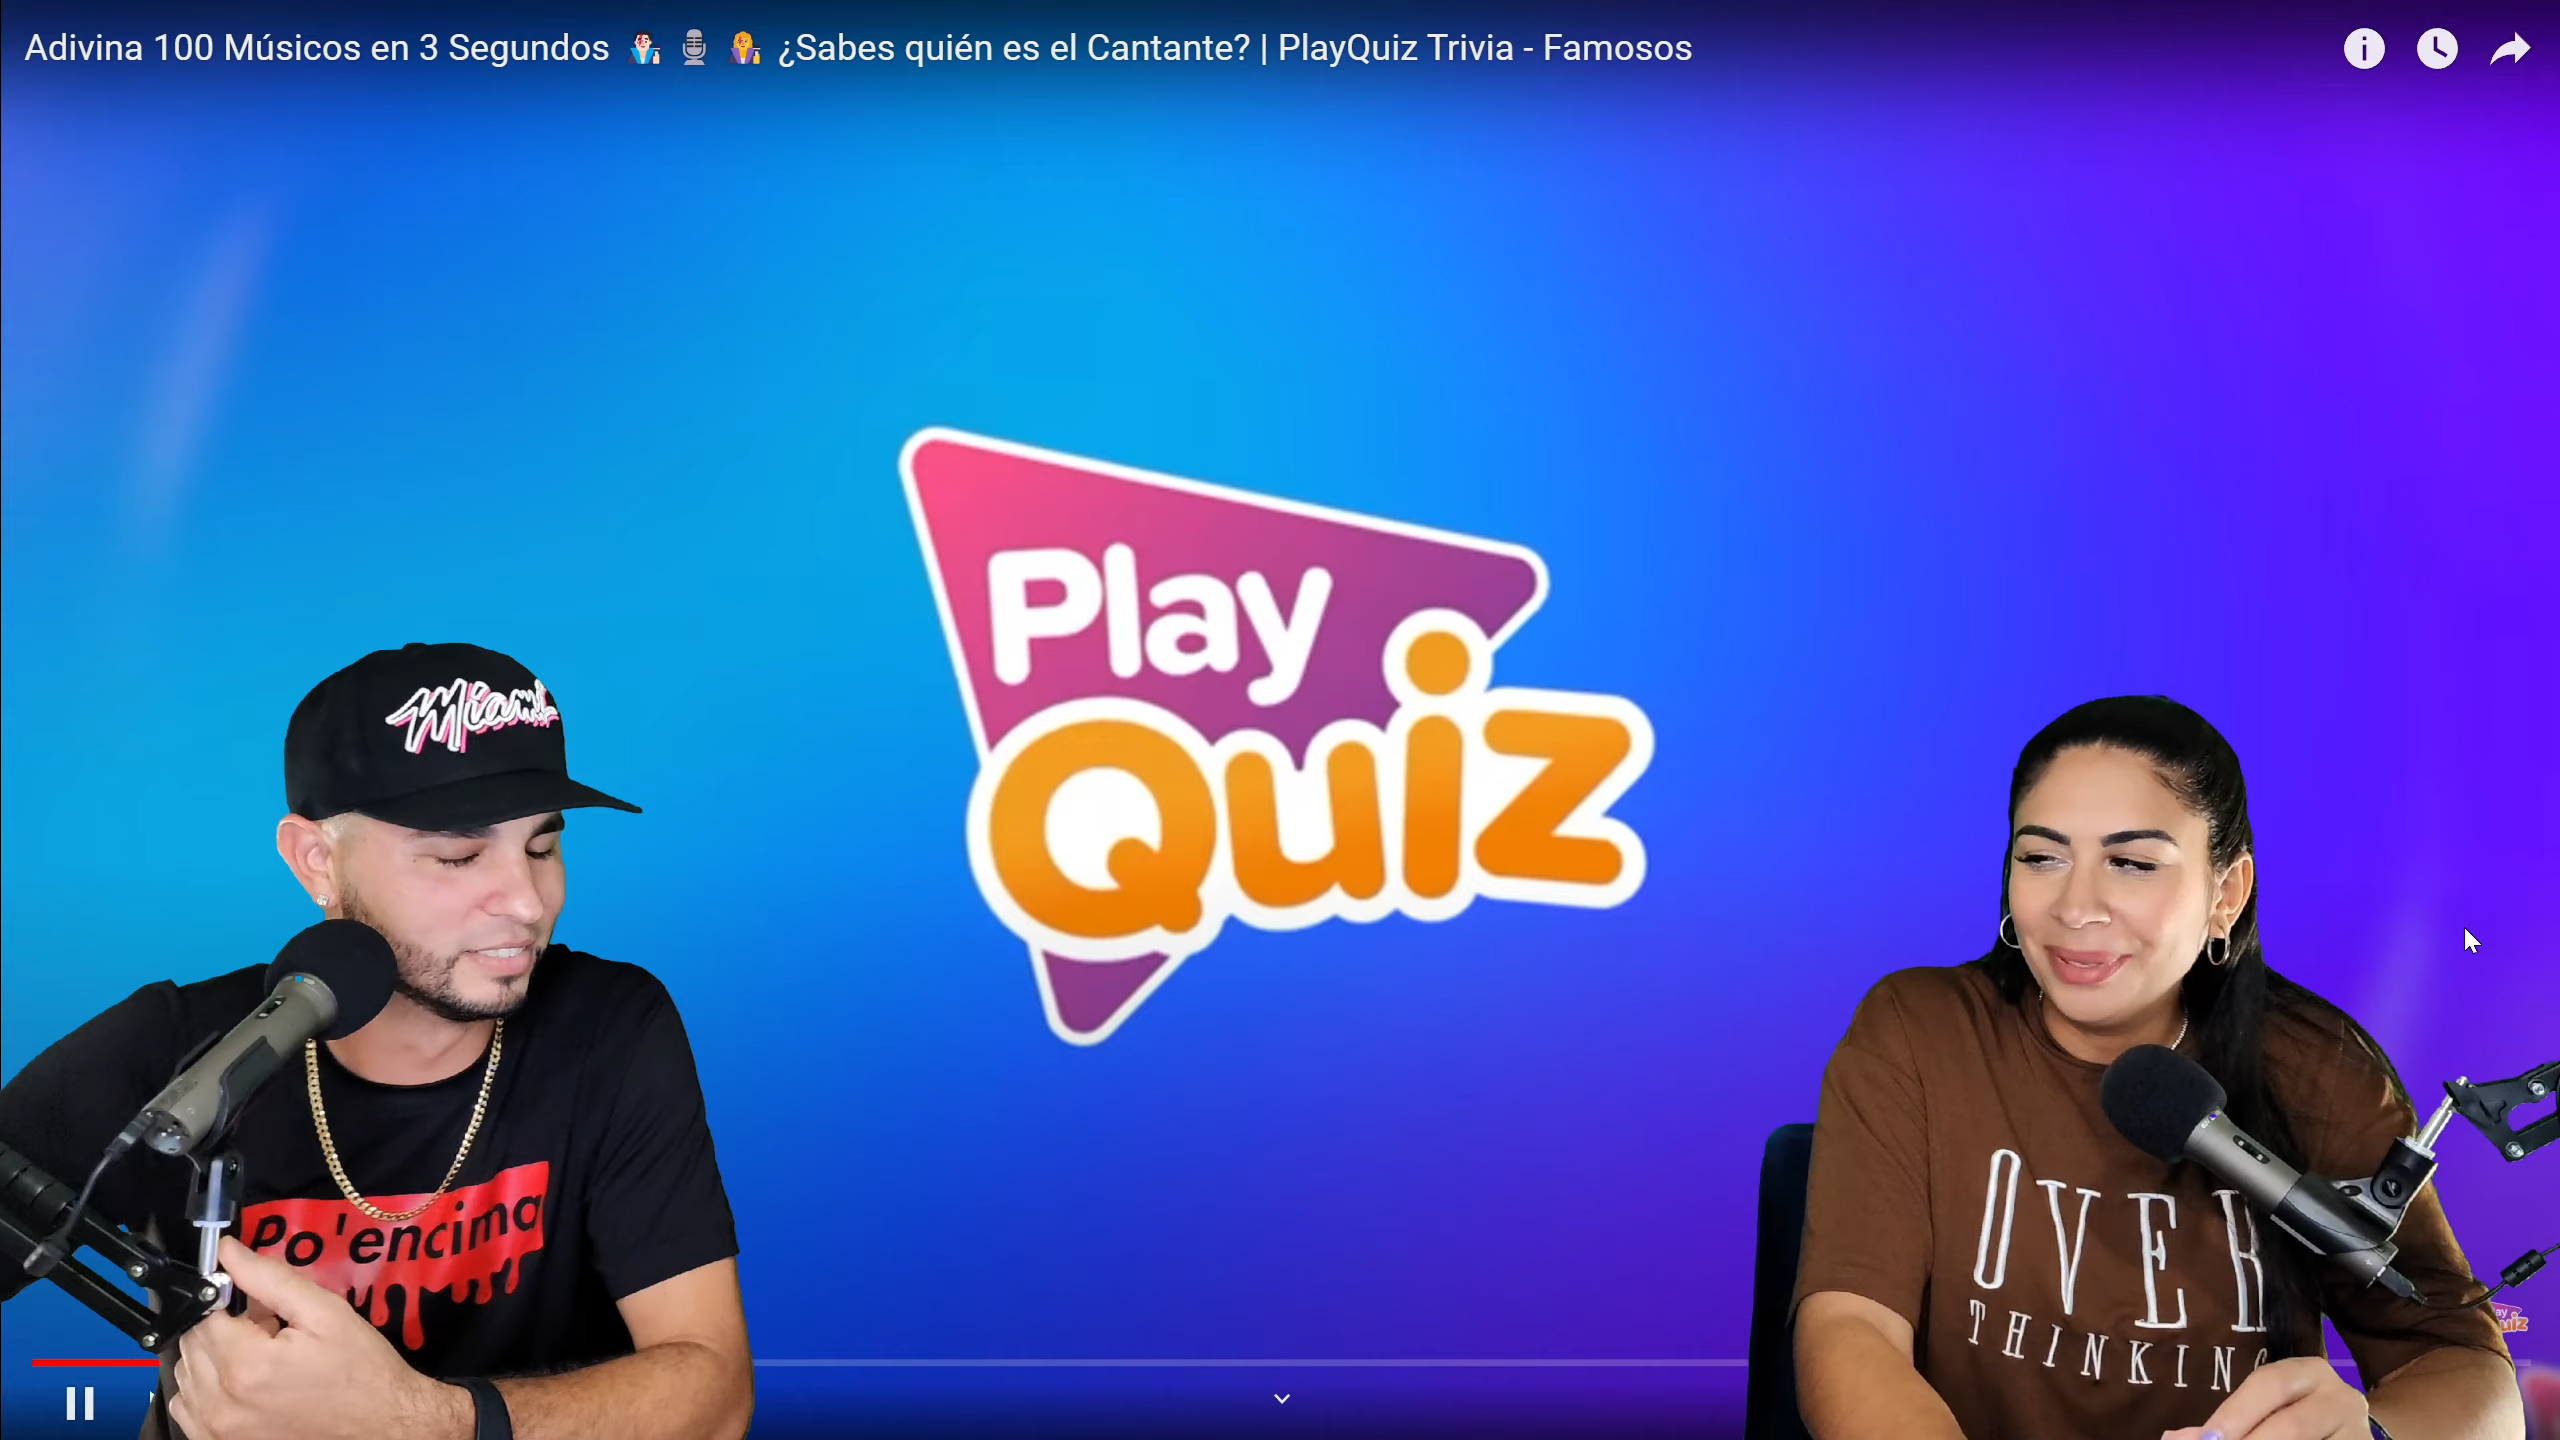 Adivina 100 Músicos en 3 Segundos 👨🏻‍🎤 🎙️ 👩‍🎤 ¿Sabes quién es el Cantante? | PlayQuiz Trivia - Famosos
Play
Quiz
Miami
Po'encima
OVER
THINKING